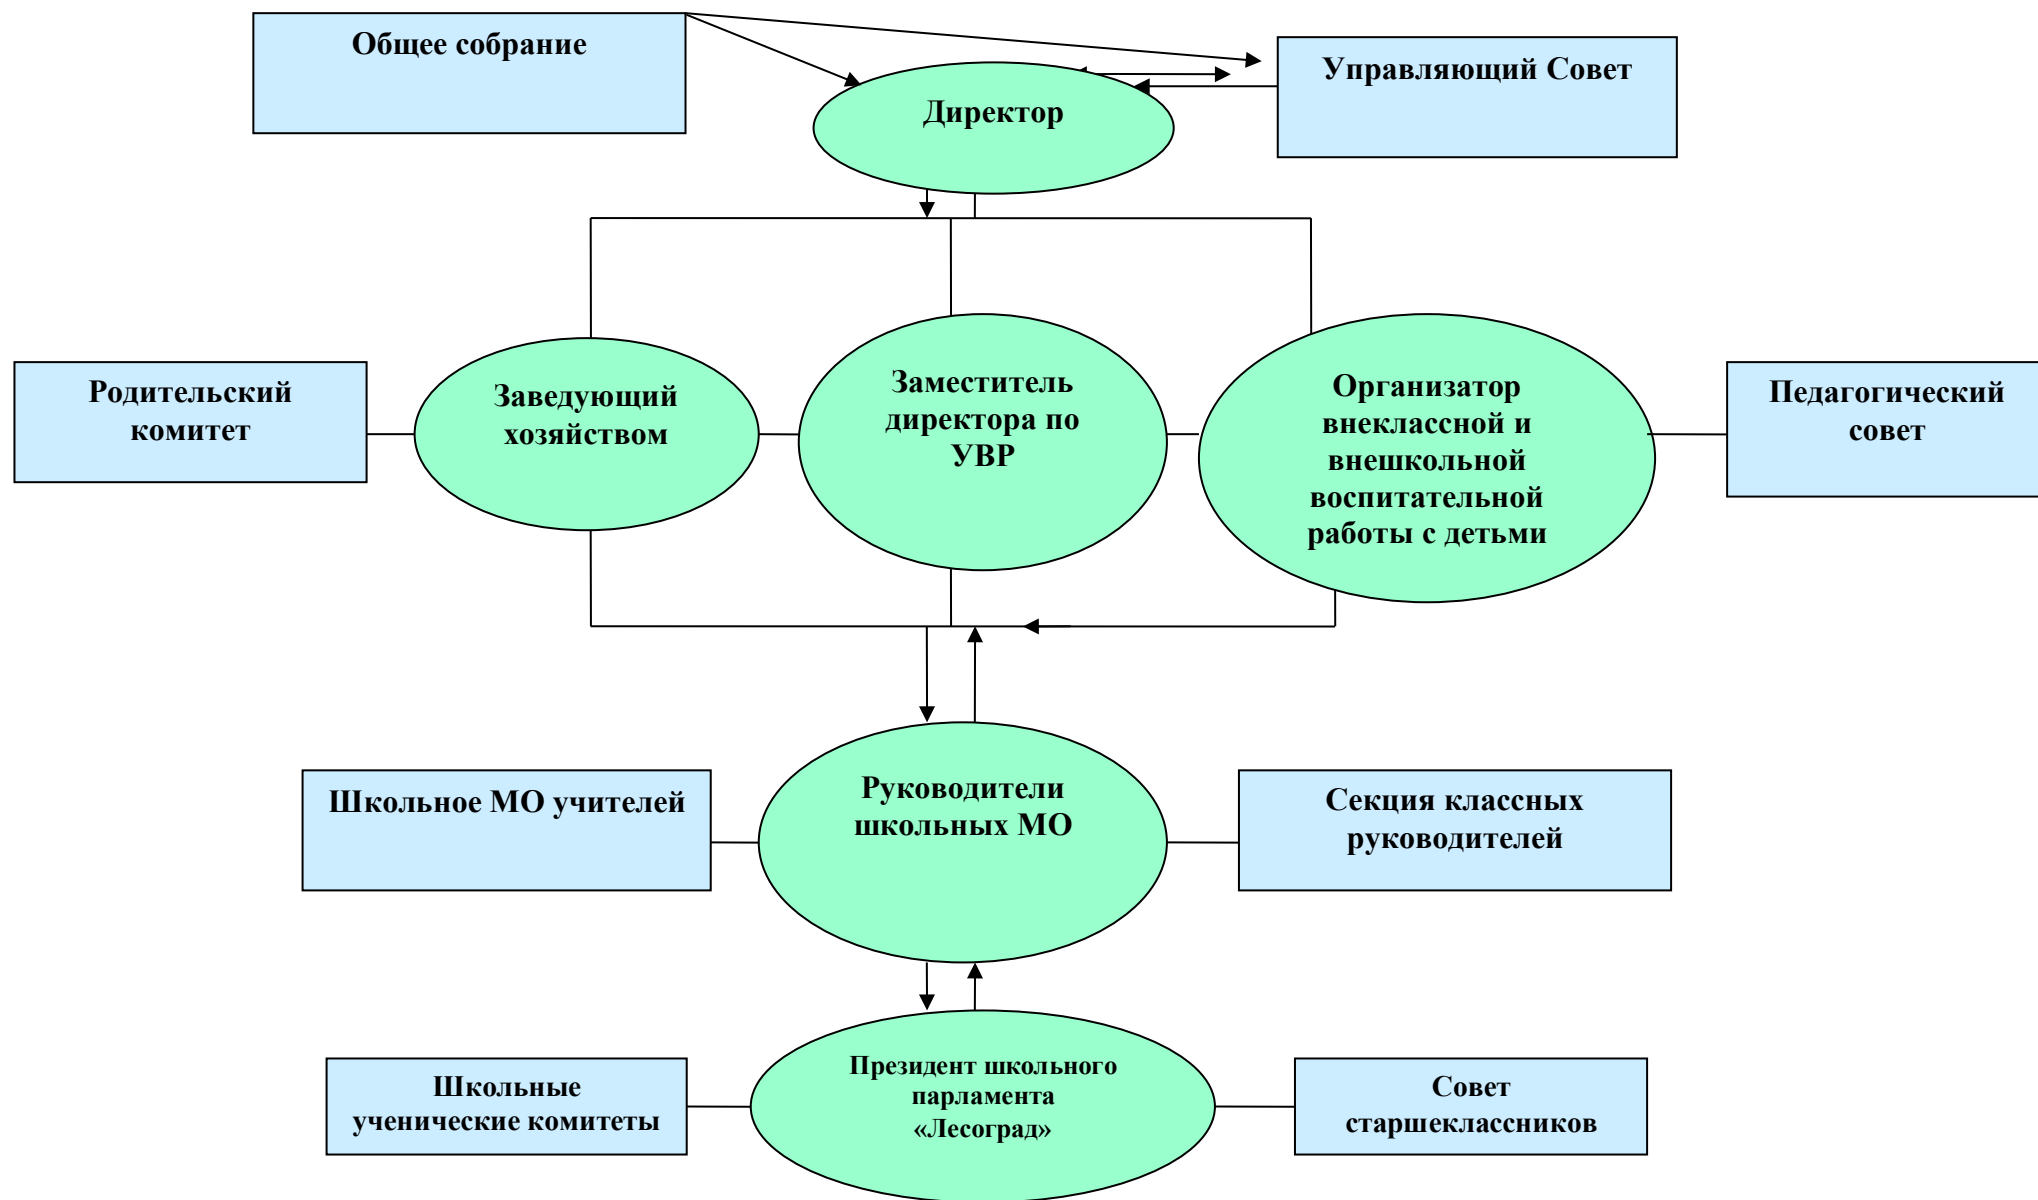 Общее собрание
Управляющий Совет
Директор
Родительский
комитет
Заведующий
хозяйством
Заместитель
директора по
УВР
Организатор
внеклассной и
внешкольной
воспитательной
работы с детьми
Педагогический
совет
Школьное МО учителей
Руководители
школьных МО
Секция классных
руководителей
Школьные
ученические комитеты
Президент школьного
парламента
«Лесоград»
Совет
старшеклассников